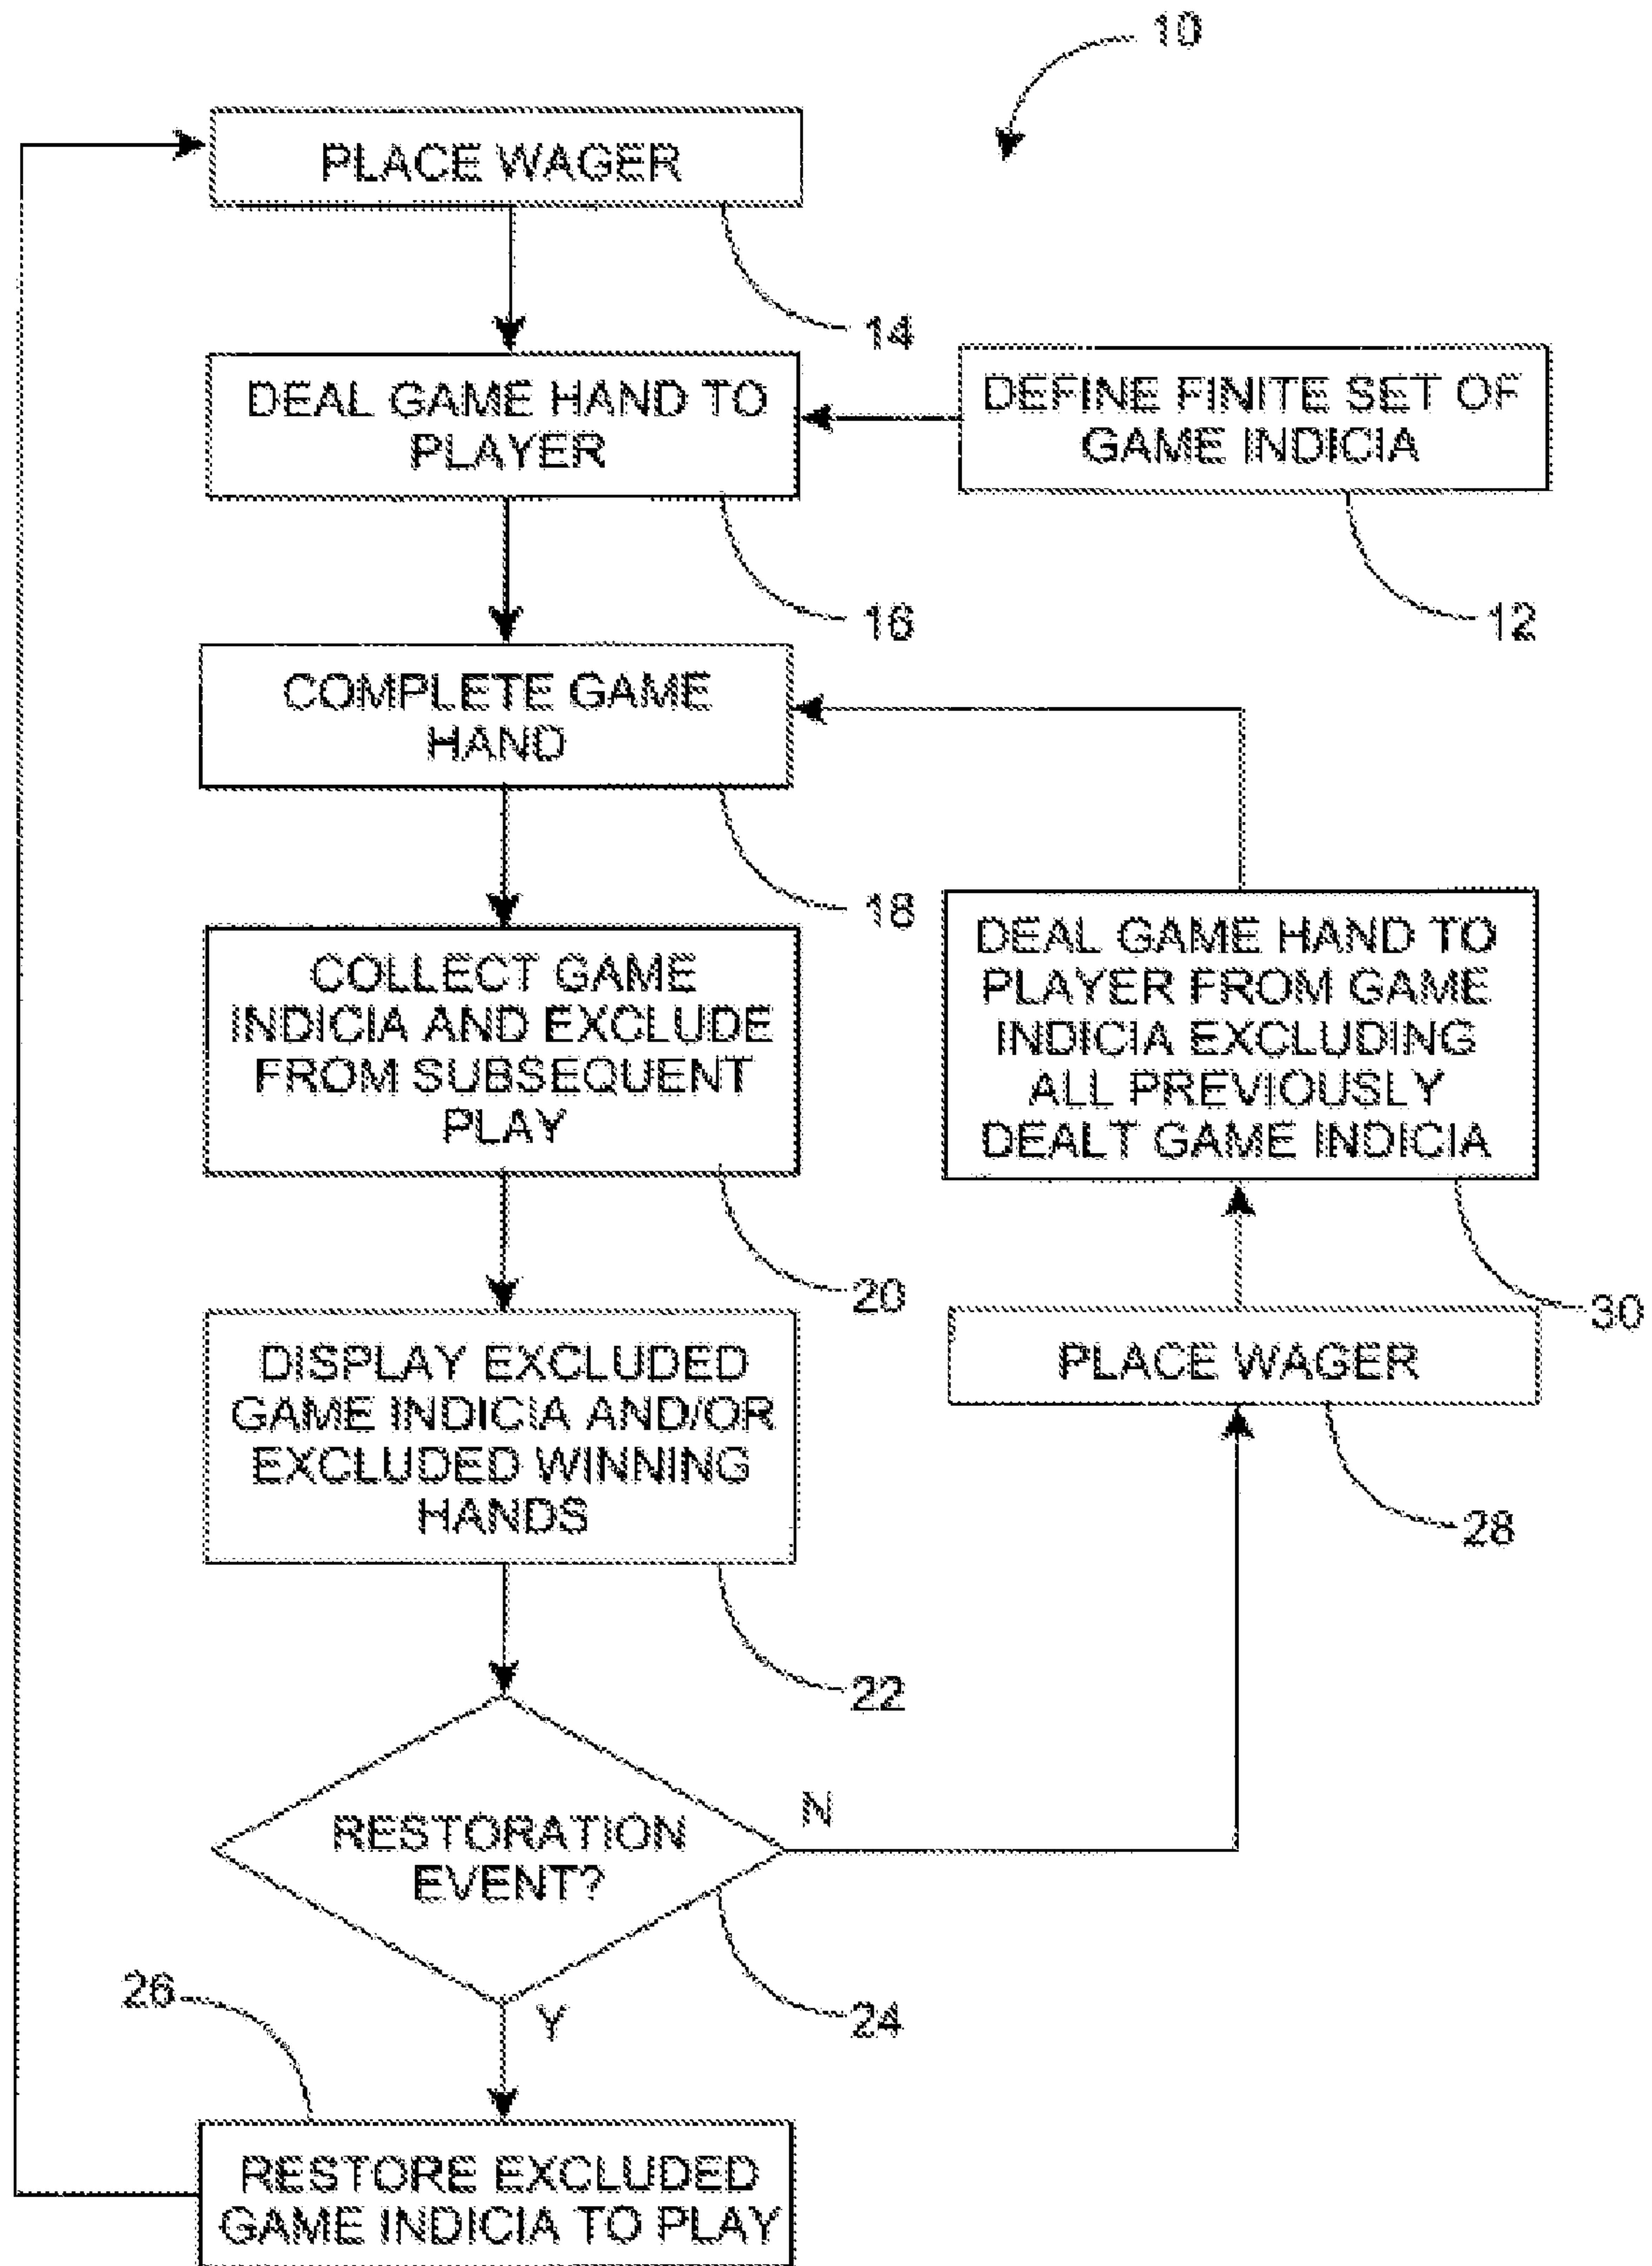 10
PLACE WAGER
14
DEAL GAME HAND TO
PLAYER
16
DEFINE FINITE SET OF
GAME INDICIA
12
COMPLETE GAME
HAND
18
COLLECT GAME
INDICIA AND EXCLUDE
FROM SUBSEQUENT
PLAY
20
DEAL GAME HAND TO
PLAYER FROM GAME
INDICIA EXCLUDING
ALL PREVIOUSLY
DEALT GAME INDICIA
30
DISPLAY EXCLUDED
GAME INDICIA AND/OR
EXCLUDED WINNING
HANDS
22
PLACE WAGER
28
RESTORATION
EVENT?
N
24
Y
26
RESTORE EXCLUDED
GAME INDICIA TO PLAY